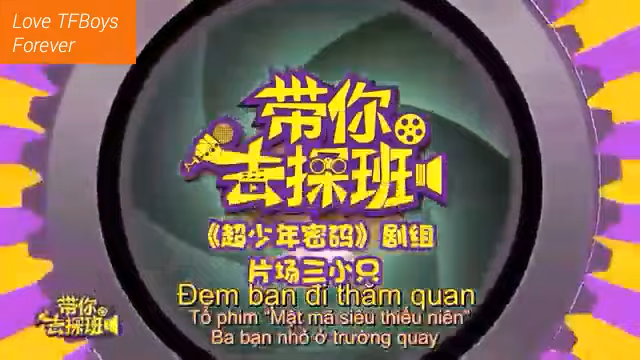 Love TFBoys
Forever
带你
去探班
《超少年密码》剧组
片场三小只
Đem bạn đi thăm quan
Tổ phim “Mật mã siêu thiếu niên”
Ba bạn nhỏ ở trường quay
带你
去探班